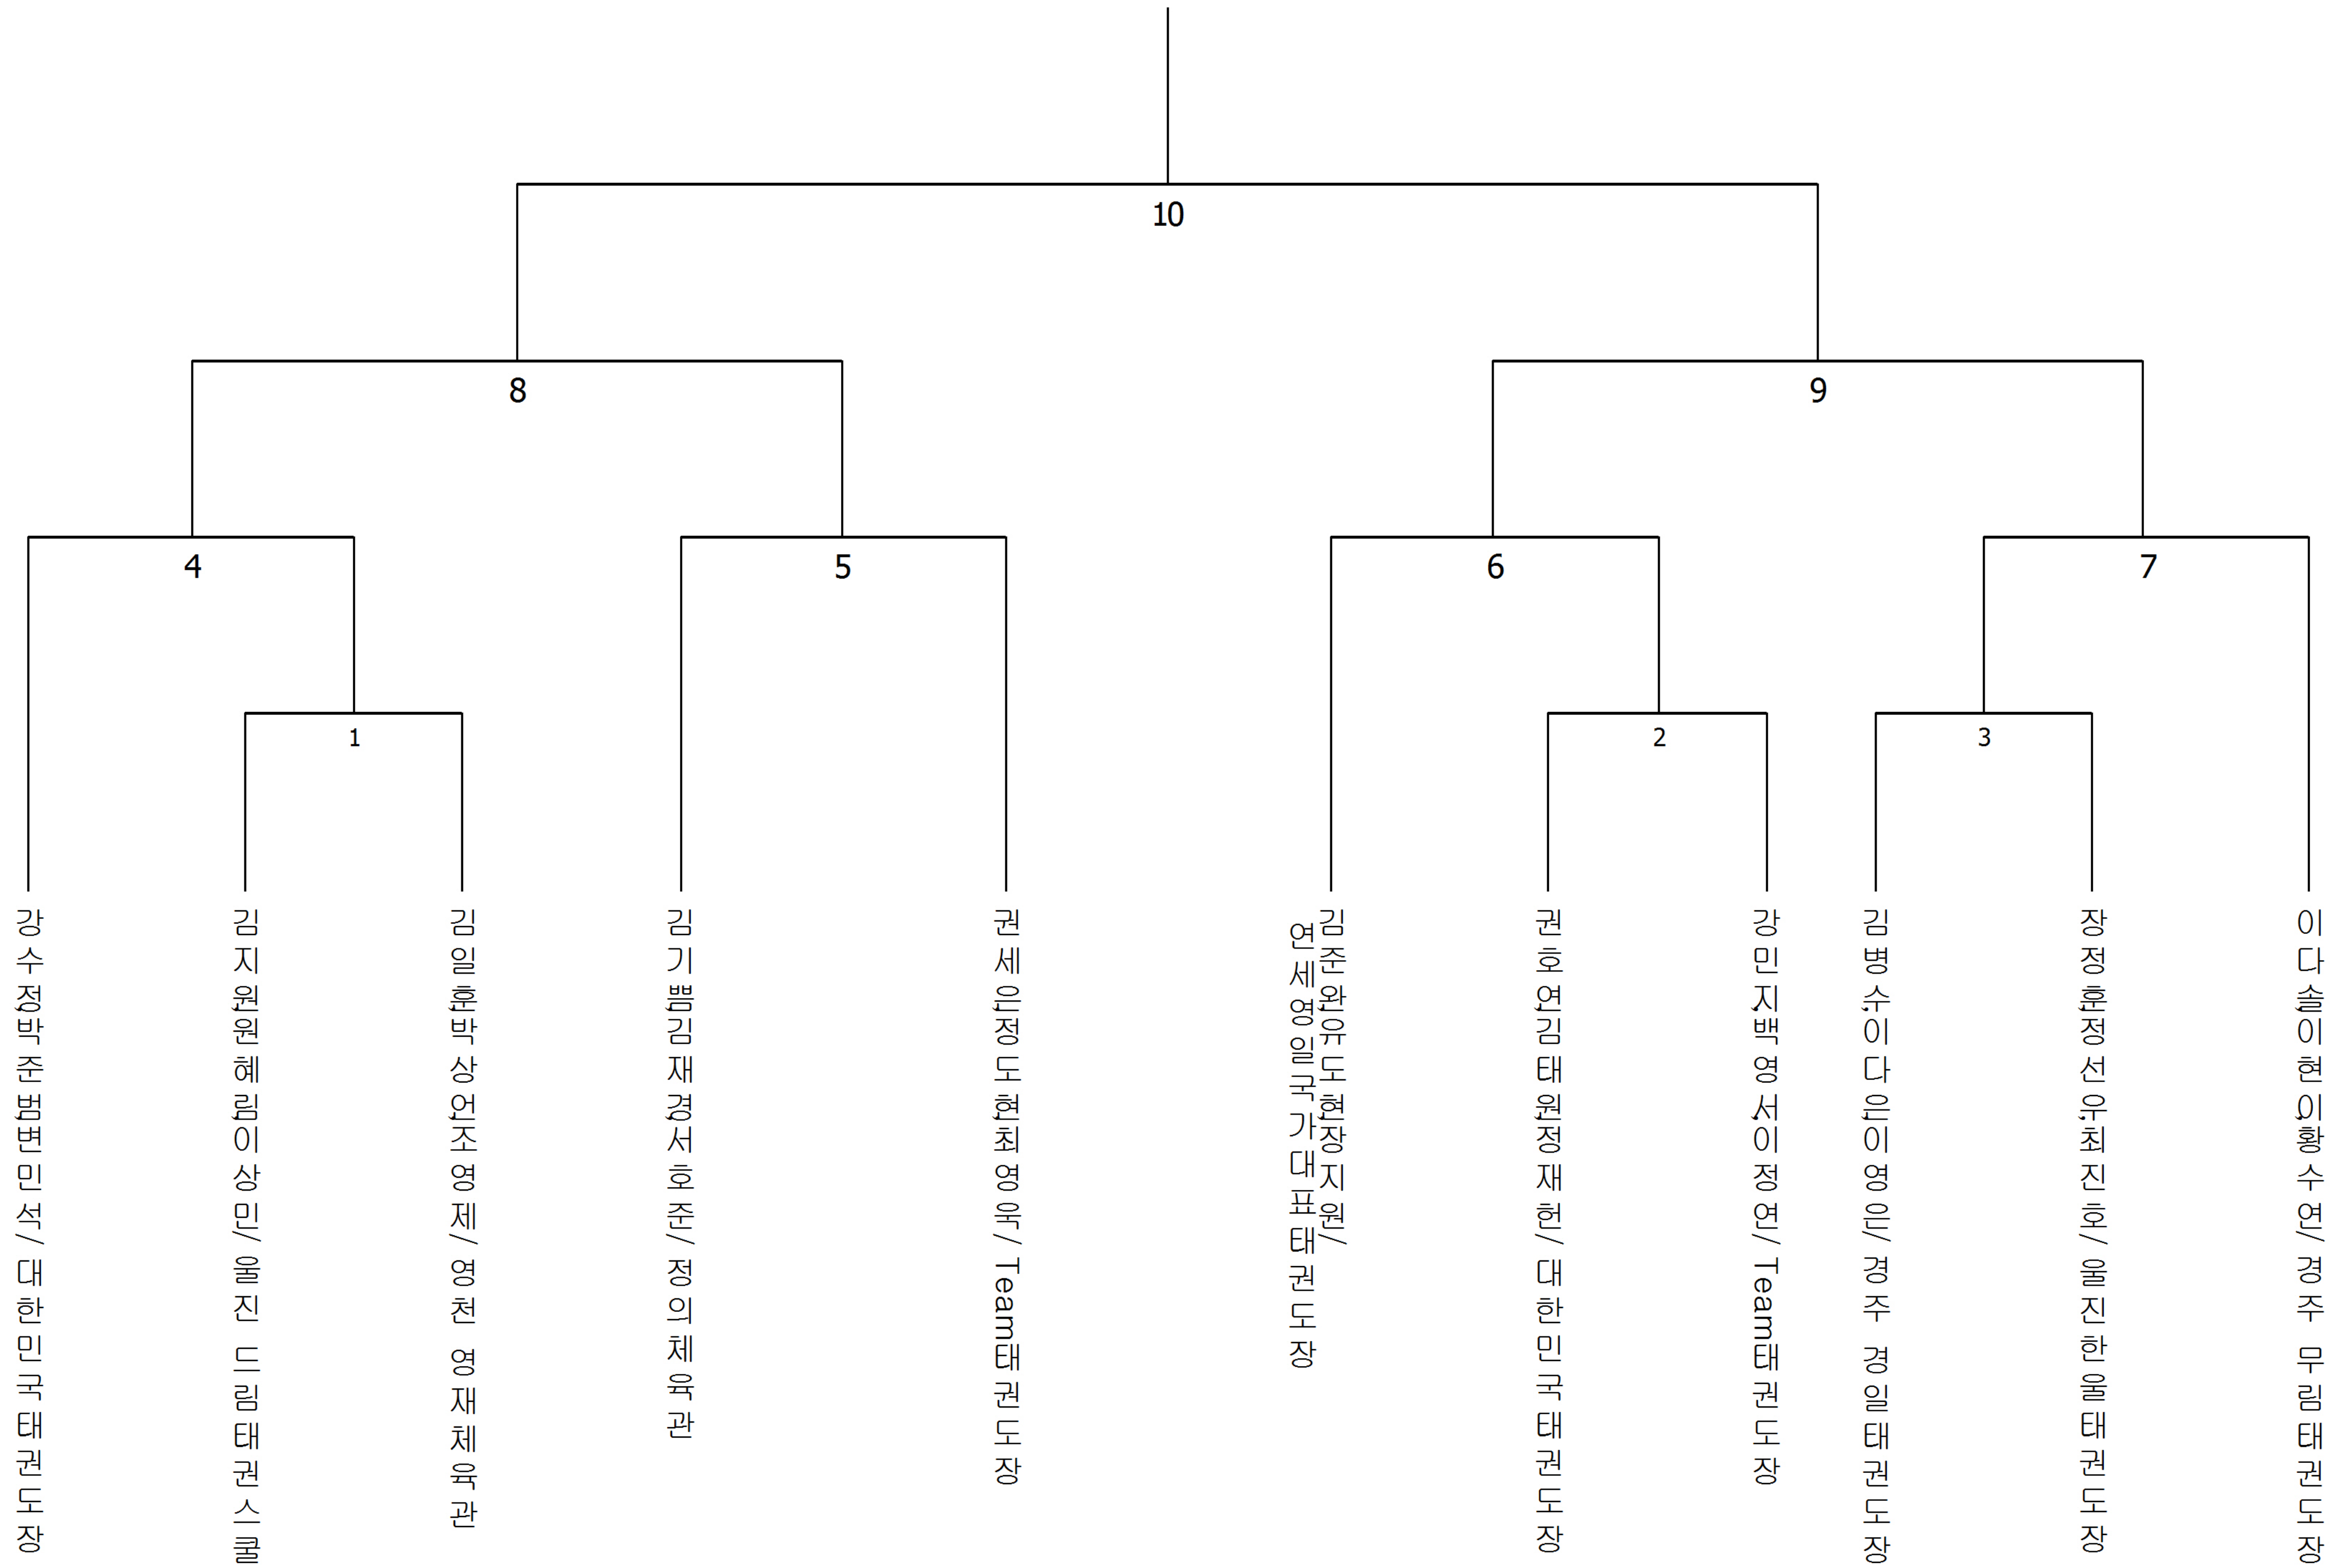 10
8
9
4
5
6
7
1
2
3
강수정,박준범,변민석/ 대한민국태권도장
김지원,원혜림,이상민/ 울진 드림태권스쿨
김일훈,박상언,조영제/ 영천 영재체육관
김기쁨,김재경,서호준/ 정의체육관
권세은,정도현,최영욱/ Team태권도장
김준완,유도현,장지원/
연세영일국가대표태권도장
권호연,김태원,정재헌/ 대한민국태권도장
강민지,백영서,이정연/ Team태권도장
김병수,이다은,이영은/ 경주 경일태권도장
장정훈,정선우,최진호/ 울진한울태권도장
이다솔,이현이,황수연/ 경주 무림태권도장